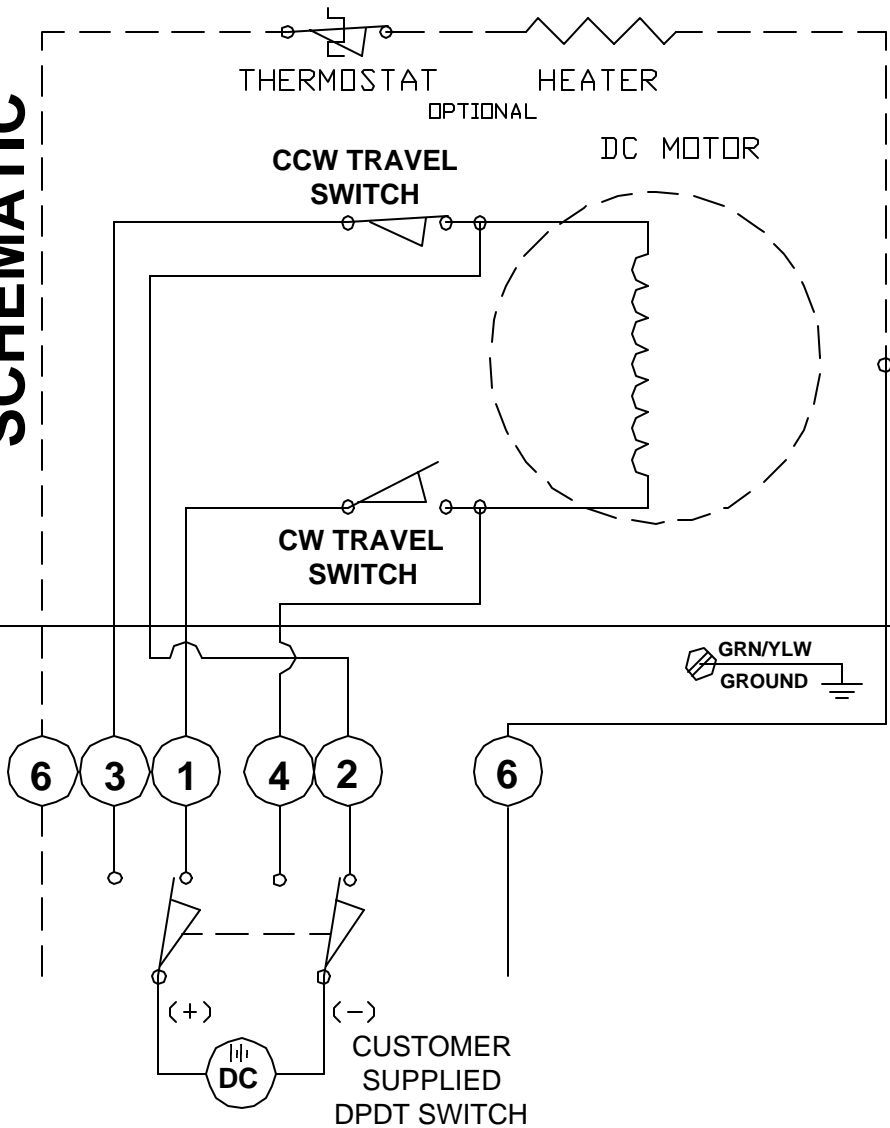 SCHEMATIC
THERMOSTAT HEATER
OPTIONAL
DC MOTOR
CCW TRAVEL
SWITCH
CW TRAVEL
SWITCH
GRN/YLW
GROUND
6 3 1 4 2 6
(+) (−)
DC
CUSTOMER
SUPPLIED
DPDT SWITCH